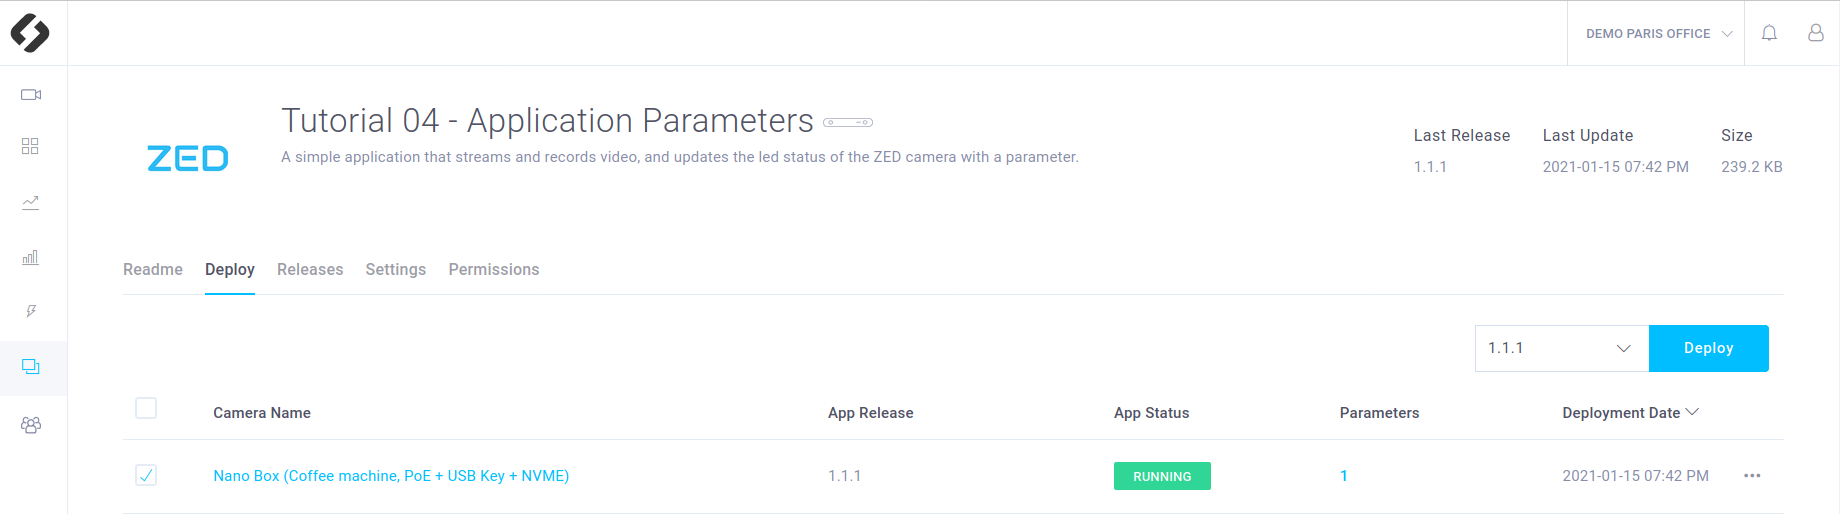 DEMO PARIS OFFICE
Tutorial 04 - Application Parameters
ZED
A simple application that streams and records video, and updates the led status of the ZED camera with a parameter.
Last Release Last Update Size
1.1.1 2021-01-15 07:42 PM 239.2 KB
Readme Deploy Releases Settings Permissions
1.1.1 Deploy
Camera Name App Release App Status Parameters Deployment Date
Nano Box (Coffee machine, PoE + USB Key + NVME) 1.1.1 RUNNING 1 2021-01-15 07:42 PM